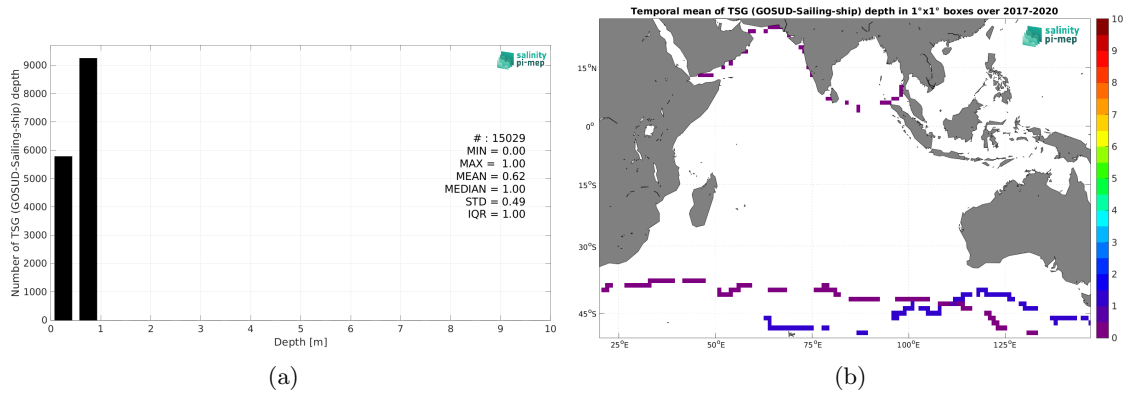 Number of TSG (GOSUD-Sailing-ship) depth
9000
8000
7000
6000
5000
4000
3000
2000
1000
0
0 1 2 3 4 5 6 7 8 9 10
Depth [m]
salinity
pi-mep
# : 15029
MIN = 0.00
MAX = 1.00
MEAN = 0.62
MEDIAN = 1.00
STD = 0.49
IQR = 1.00
(a)
Temporal mean of TSG (GOSUD-Sailing-ship) depth in 1°x1° boxes over 2017-2020
salinity
pi-mep
15°N
0°
15°S
30°S
45°S
25°E 50°E 75°E 100°E 125°E
10
9
8
7
6
5
4
3
2
1
0
(b)